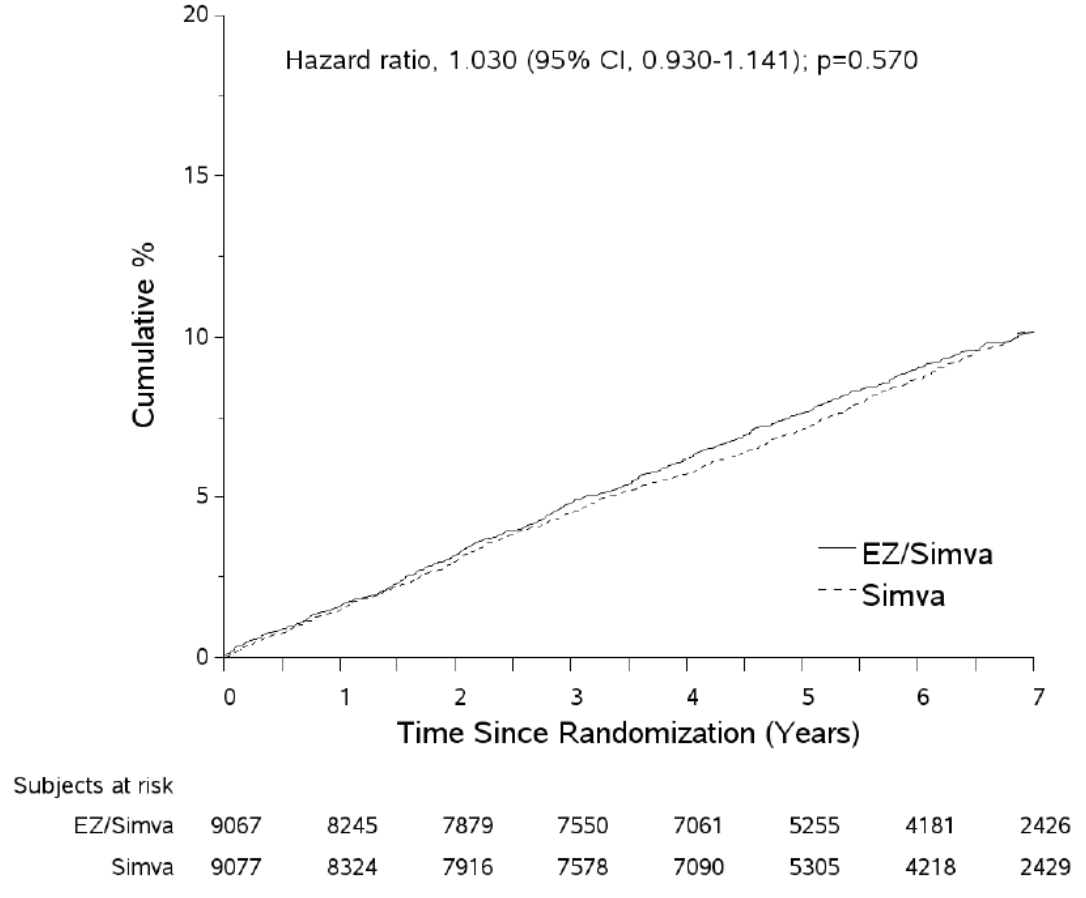 20
Hazard ratio, 1.030 (95% CI, 0.930-1.141); p=0.570
15
Cumulative %
10
5
EZ/Simva
Simva
0
0 1 2 3 4 5 6 7
Time Since Randomization (Years)
Subjects at risk
EZ/Simva 9067 8245 7879 7550 7061 5255 4181 2426
Simva 9077 8324 7916 7578 7090 5305 4218 2429